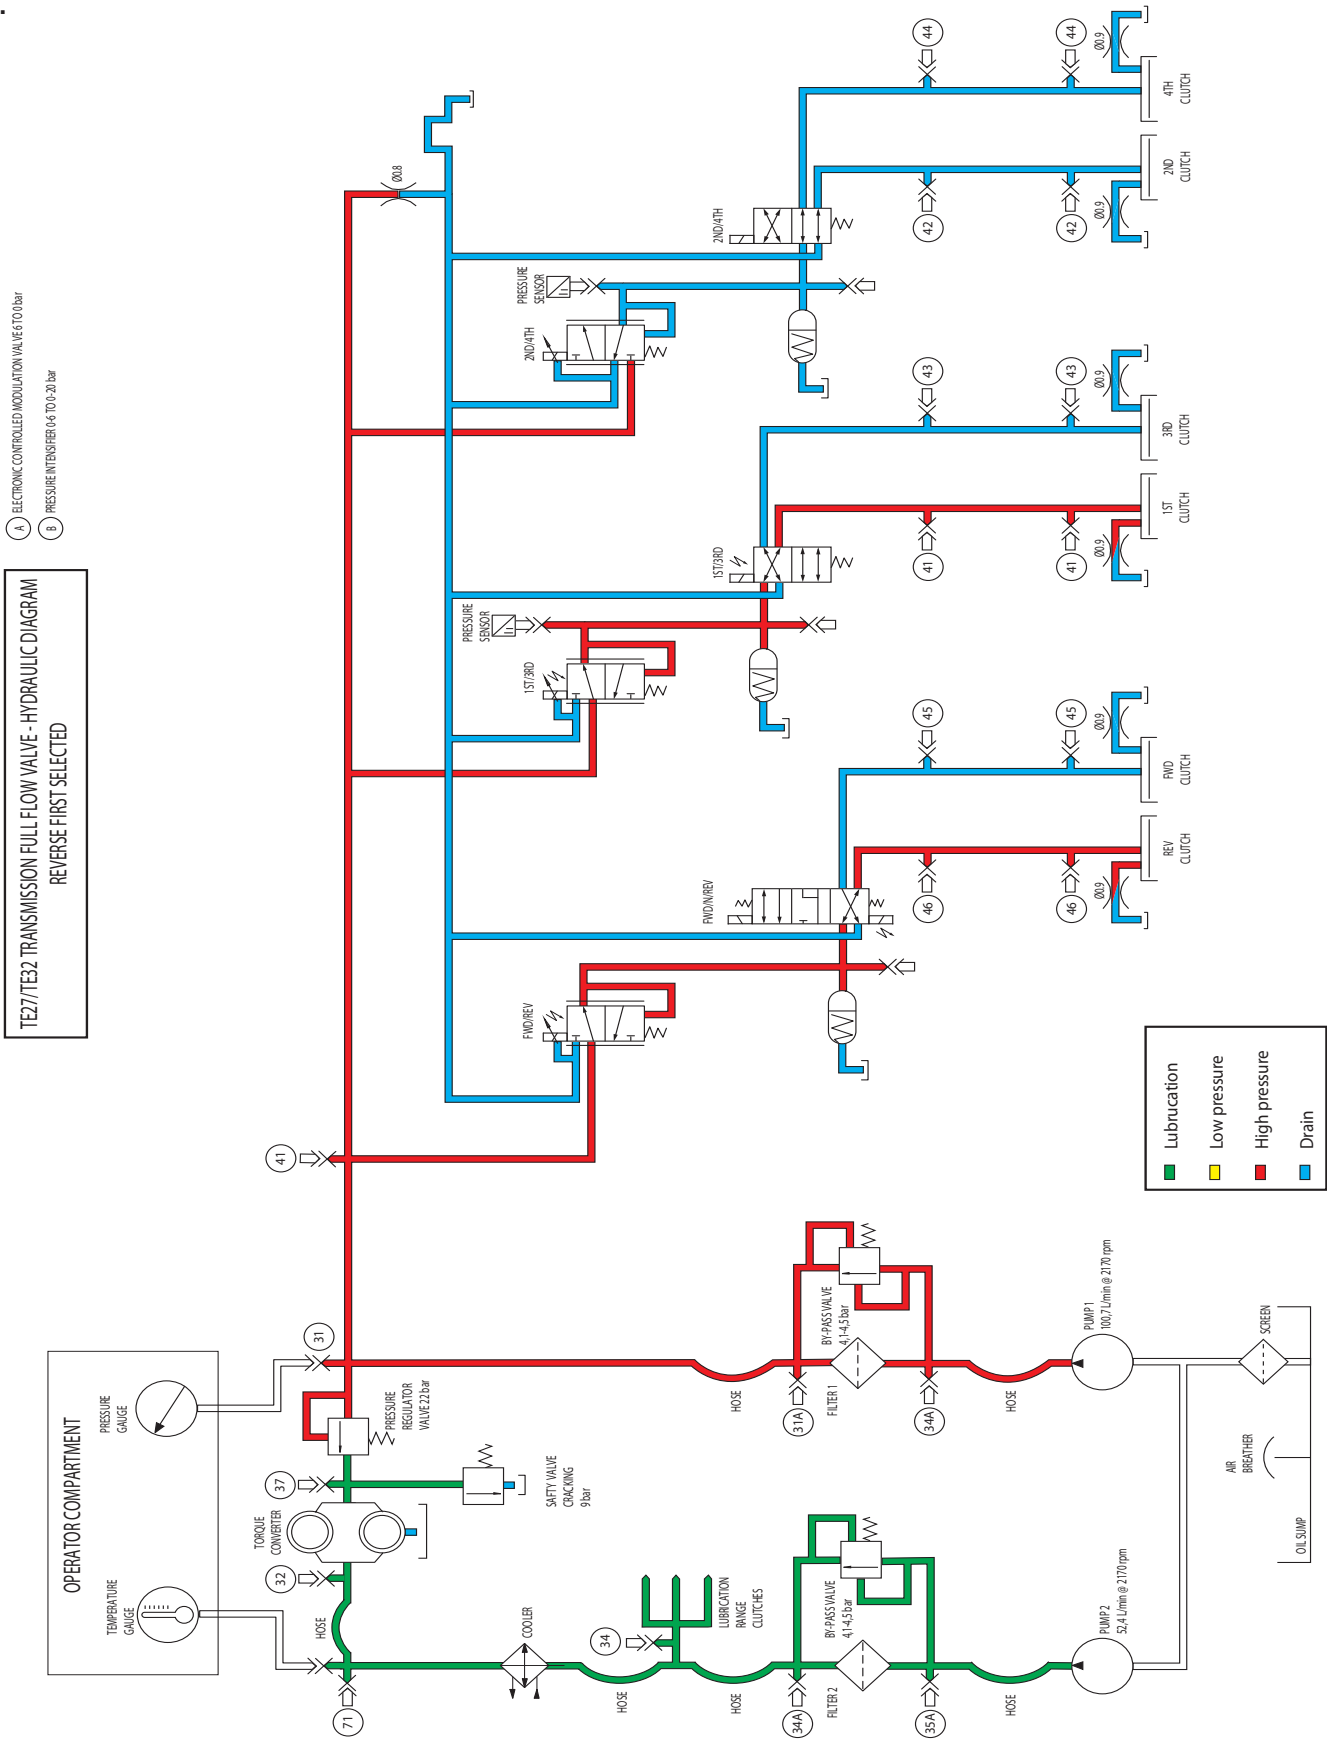 TE27/TE32 TRANSMISSION FULL FLOW VALVE - HYDRAULIC DIAGRAM
REVERSE FIRST SELECTED
A ELECTRONIC CONTROLLED MODULATION VALVE 6 TO 0 bar
B PRESSURE INTENSIFIER 0-6 TO 0-20 bar
OPERATOR COMPARTMENT
TEMPERATURE
GAUGE
PRESSURE
GAUGE
71
HOSE
32
TORQUE
CONVERTER
37
PRESSURE
REGULATOR
VALVE 22 bar
31
41
SAFTY VALVE
CRACKING
9 bar
COOLER
HOSE
34
LUBRICATION
RANGE
CLUTCHES
HOSE
34A
FILTER 2
BY-PASS VALVE
4,1-4,5 bar
35A
HOSE
PUMP 2
52,4 L/min @ 2170 rpm
HOSE
31A
FILTER 1
BY-PASS VALVE
4,1-4,5 bar
34A
HOSE
PUMP 1
100,7 L/min @ 2170 rpm
OIL SUMP
AIR
BREATHER
SCREEN
FWD/REV
1ST/3RD
PRESSURE
SENSOR
2ND/4TH
PRESSURE
SENSOR
Ø0.8
FWD/N/REV
1ST/3RD
2ND/4TH
46
45
41
43
42
44
46
45
41
43
42
44
Ø0.9
Ø0.9
Ø0.9
Ø0.9
Ø0.9
Ø0.9
REV
CLUTCH
FWD
CLUTCH
1ST
CLUTCH
3RD
CLUTCH
2ND
CLUTCH
4TH
CLUTCH
Lubrucation
Low pressure
High pressure
Drain